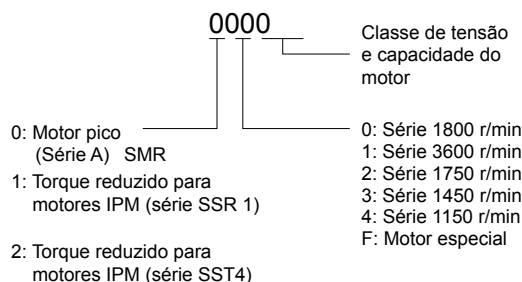 0000
Classe de tensão
e capacidade do
motor
0: Motor pico
(Série A) SMR
1: Torque reduzido para
motores IPM (série SSR 1)
2: Torque reduzido para
motores IPM (série SST4)
0: Série 1800 r/min
1: Série 3600 r/min
2: Série 1750 r/min
3: Série 1450 r/min
4: Série 1150 r/min
F: Motor especial